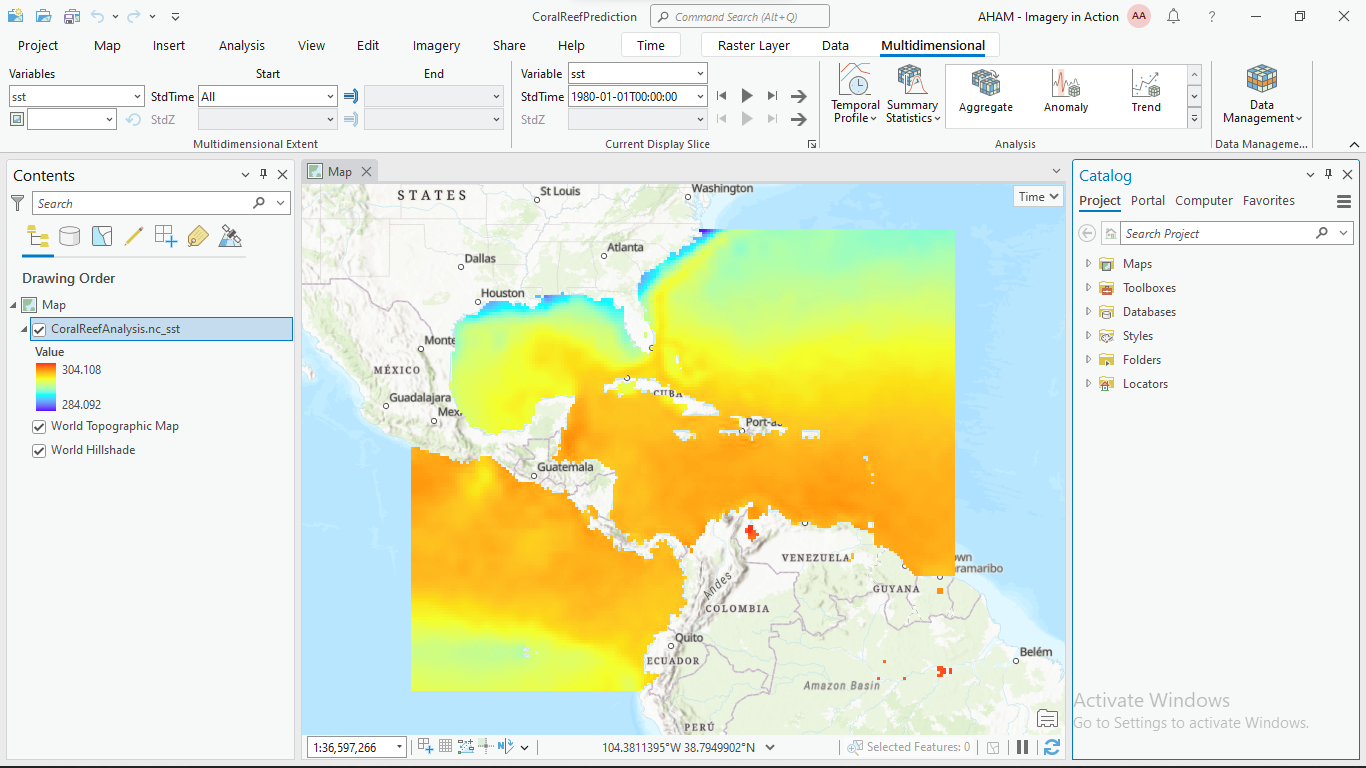 CoralReefPrediction
Command Search (Alt+Q)
AHAM - Imagery in Action
AA
Project Map Insert Analysis View Edit Imagery Share Help Time Raster Layer Data Multidimensional
Variables Start End
sst StdTime All
StdZ
Multidimensional Extent
Variable sst
StdTime 1980-01-01T00:00:00
StdZ
Current Display Slice
Temporal Profile
Summary Statistics
Aggregate
Anomaly
Trend
Analysis
Data Management
Data Manageme...
Contents
Search
Drawing Order
Map
CoralReefAnalysis.nc_sst
Value
304.108
284.092
World Topographic Map
World Hillshade
Map
Time
STATES
St Louis
Washington
Atlanta
Dallas
Houston
Monte
MÉXICO
Guadalajara
Mex
CUBA
Port-a
Guatemala
VENEZUELA
own
aramaribo
GUYANA
Andes
COLOMBIA
Quito
ECUADOR
Belém
Amazon Basin
PERÚ
1:36,597,266
104.3811395°W 38.7949902°N
Selected Features: 0
Catalog
Project Portal Computer Favorites
Search Project
Maps
Toolboxes
Databases
Styles
Folders
Locators
Activate Windows
Go to Settings to activate Windows.